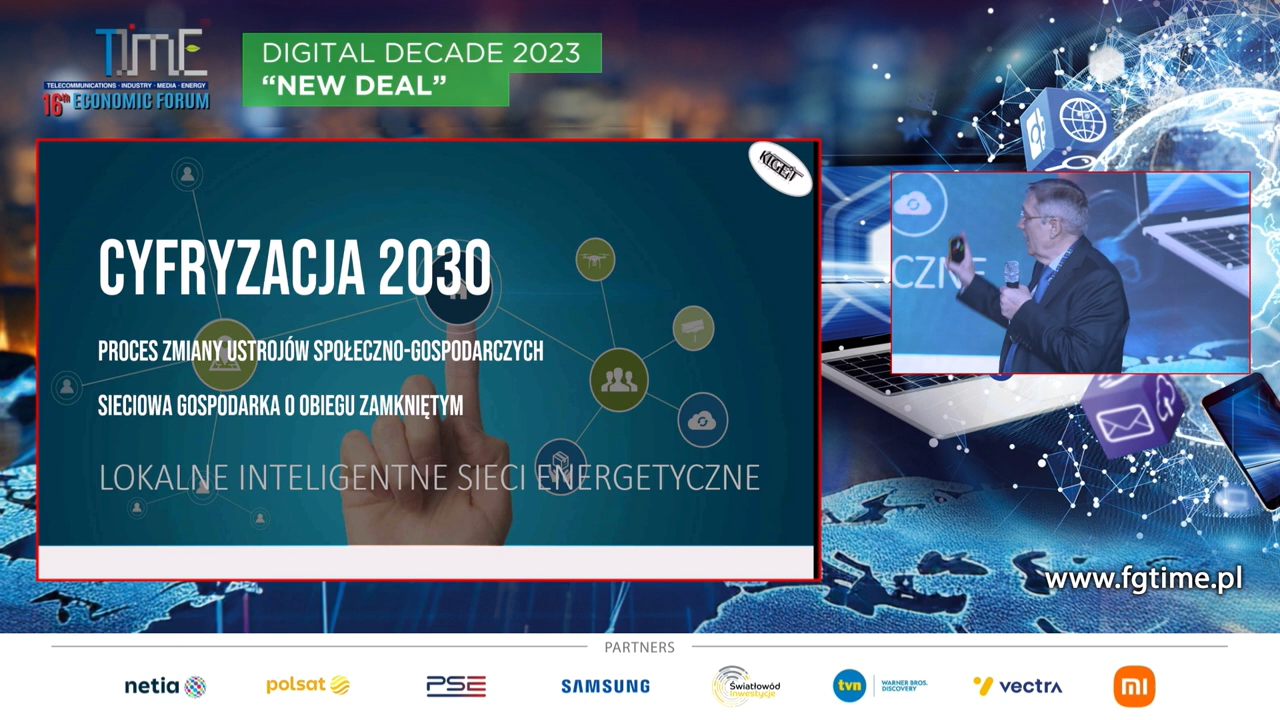 TIME
TELECOMMUNICATIONS · INDUSTRY · MEDIA · ENERGY
16th ECONOMIC FORUM
DIGITAL DECADE 2023
“NEW DEAL”
KIGEiT
CYFRYZACJA 2030
PROCES ZMIANY USTROJÓW SPOŁECZNO-GOSPODARCZYCH
SIECIOWA GOSPODARKA O OBIEGU ZAMKNIĘTYM
LOKALNE INTELIGENTNE SIECI ENERGETYCZNE
CZNE
www.fgtime.pl
PARTNERS
netia
polsat
PSE
SAMSUNG
Światłowód
Inwestycje
tvn
WARNER BROS.
DISCOVERY
vectra
mi